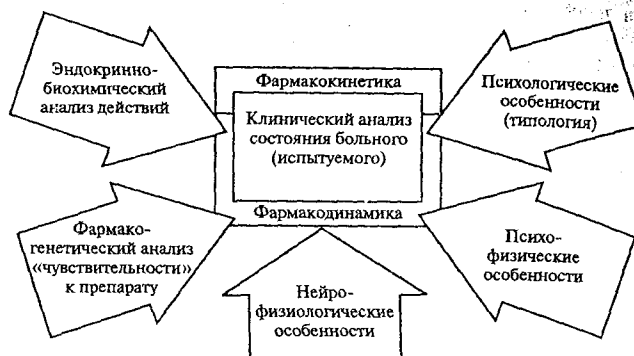 Эндокринно-
биохимический
анализ действий
Фармакокинетика
Клинический анализ
состояния больного
(испытуемого)
Фармакодинамика
Психологические
особенности
(типология)
Фармако-
генетический анализ
«чувствительности»
к препарату
Нейро-
физиологические
особенности
Психо-
физические
особенности